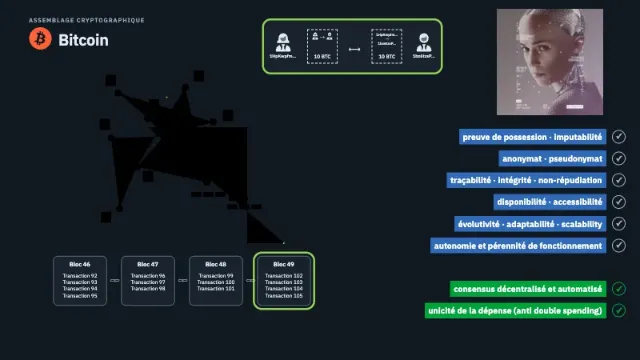 ASSEMBLAGE CRYPTOGRAPHIQUE
Bitcoin
10 BTC
10 BTC
preuve de possession · imputabilité
anonymat · pseudonymat
traçabilité · intégrité · non-répudiation
disponibilité · accessibilité
évolutivité · adaptabilité · scalability
autonomie et pérennité de fonctionnement
consensus décentralisé et automatisé
unicité de la dépense (anti double spending)
Bloc 46
Transaction 92
Transaction 93
Transaction 94
Transaction 95
Bloc 47
Transaction 96
Transaction 97
Transaction 98
Bloc 48
Transaction 99
Transaction 100
Transaction 101
Bloc 49
Transaction 102
Transaction 103
Transaction 104
Transaction 105